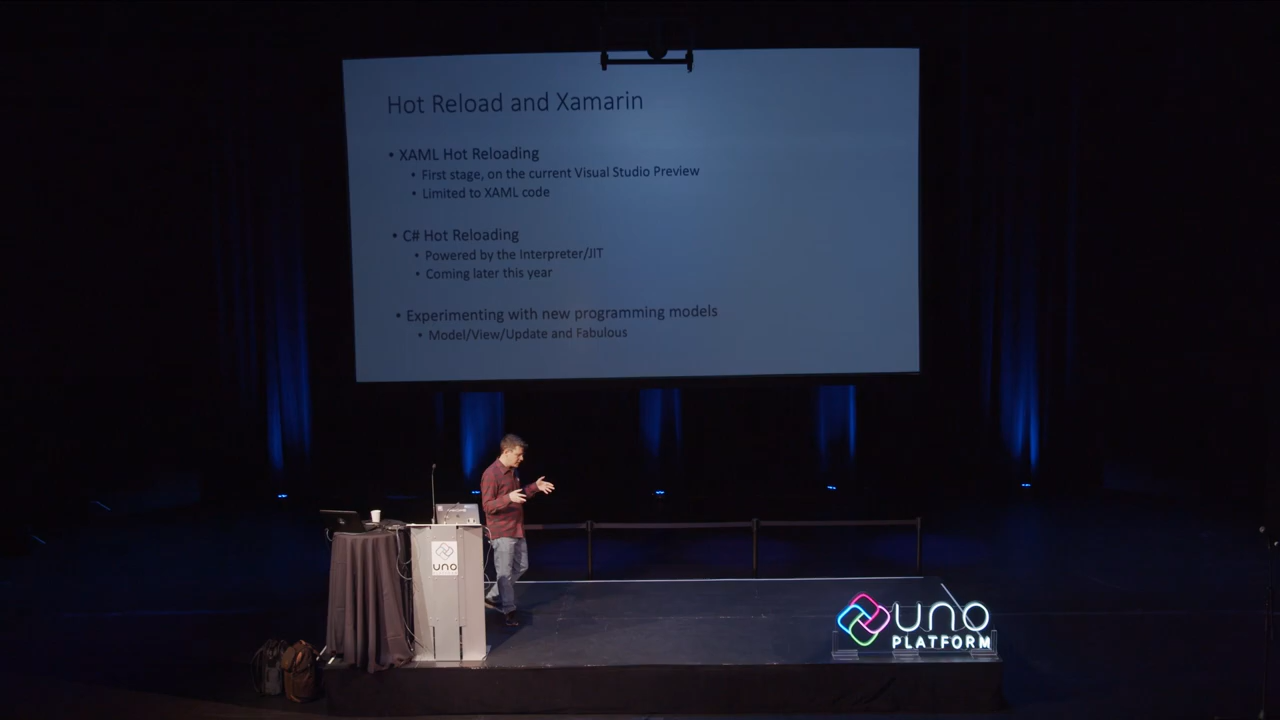 Hot Reload and Xamarin
• XAML Hot Reloading
• First stage, on the current Visual Studio Preview
• Limited to XAML code
• C# Hot Reloading
• Powered by the Interpreter/JIT
• Coming later this year
• Experimenting with new programming models
• Model/View/Update and Fabulous
uno
UNO
PLATFORM